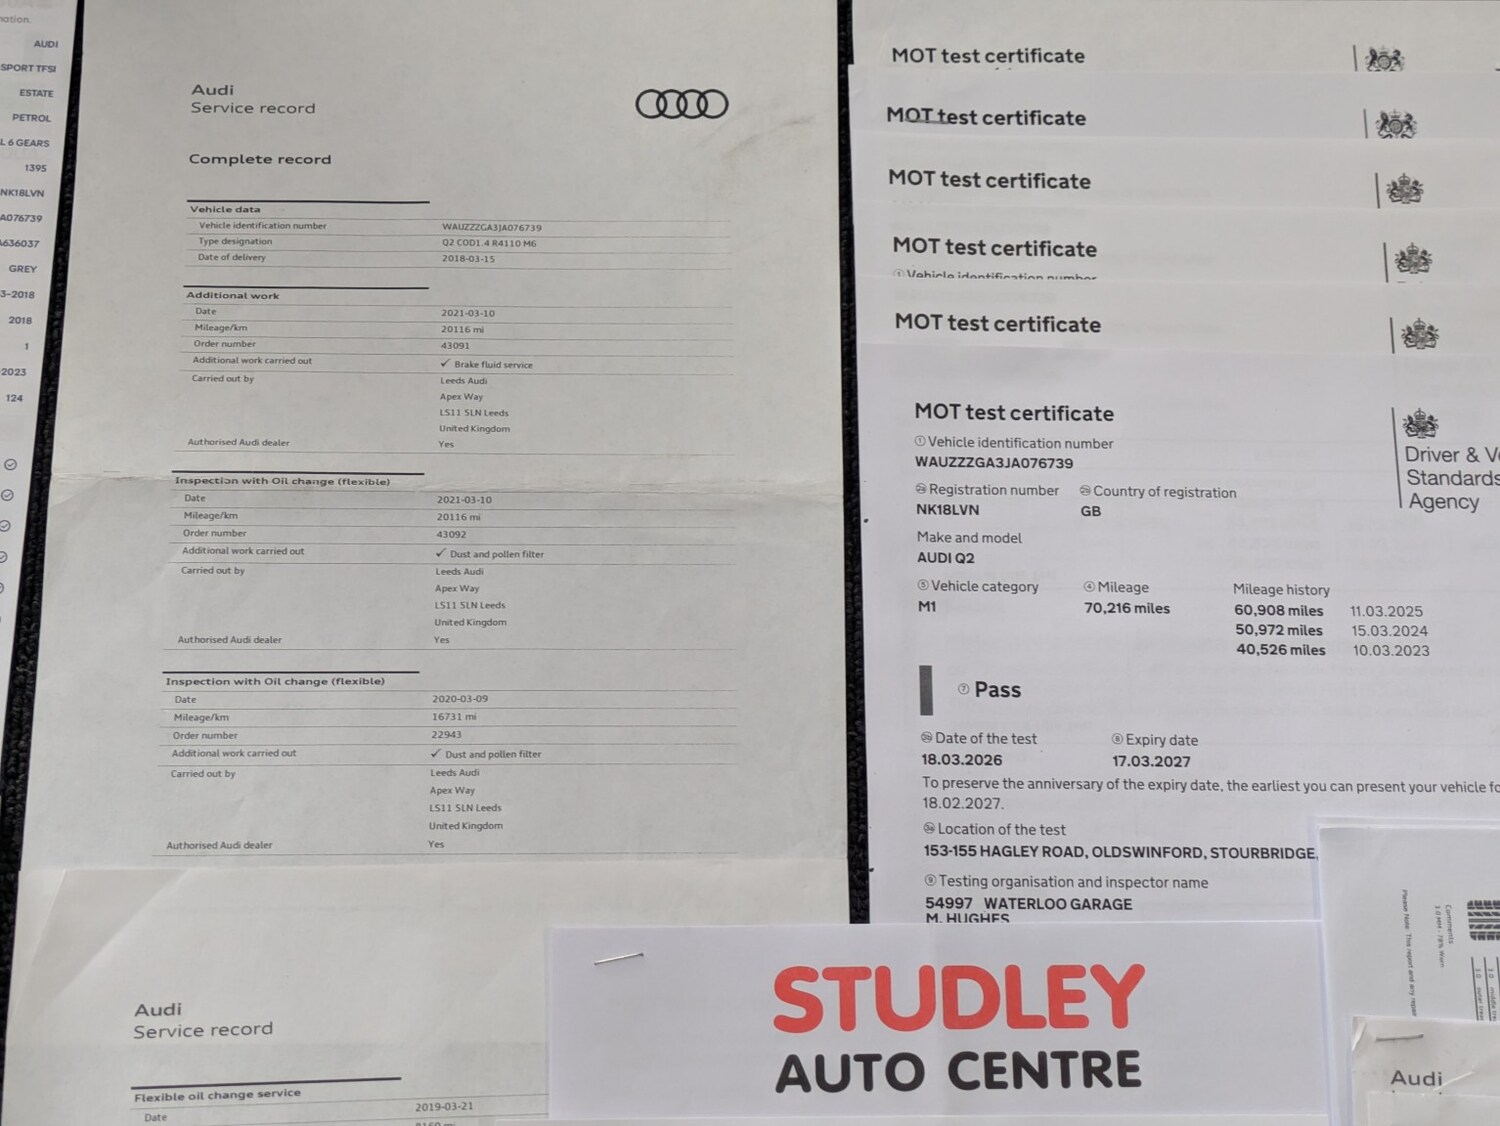 AUDI
SPORT TFSI
ESTATE
PETROL
L 6 GEARS
1395
NK18LVN
A076739
636037
GREY
3-2018
2018
1
2023
124
Audi
Service record
Complete record
Vehicle data
Vehicle identification number WAUZZZGA3JA076739
Type designation Q2 COD1.4 R4110 M6
Date of delivery 2018-03-15
Additional work
Date 2021-03-10
Mileage/km 20116 mi
Order number 43091
Additional work carried out ✓ Brake fluid service
Carried out by Leeds Audi
Apex Way
LS11 5LN Leeds
United Kingdom
Authorised Audi dealer Yes
Inspection with Oil change (flexible)
Date 2021-03-10
Mileage/km 20116 mi
Order number 43092
Additional work carried out ✓ Dust and pollen filter
Carried out by Leeds Audi
Apex Way
LS11 5LN Leeds
United Kingdom
Authorised Audi dealer Yes
Inspection with Oil change (flexible)
Date 2020-03-09
Mileage/km 16731 mi
Order number 22943
Additional work carried out ✓ Dust and pollen filter
Carried out by Leeds Audi
Apex Way
LS11 5LN Leeds
United Kingdom
Authorised Audi dealer Yes
Audi
Service record
Flexible oil change service
Date 2019-03-21
MOT test certificate
MOT test certificate
MOT test certificate
MOT test certificate
Vehicle identification number
MOT test certificate
MOT test certificate
Driver &
Standards
Agency
Vehicle identification number
WAUZZZGA3JA076739
Registration number Country of registration
NK18LVN GB
Make and model
AUDI Q2
Vehicle category Mileage Mileage history
M1 70,216 miles 60,908 miles 11.03.2025
50,972 miles 15.03.2024
40,526 miles 10.03.2023
Pass
Date of the test Expiry date
18.03.2026 17.03.2027
To preserve the anniversary of the expiry date, the earliest you can present your vehicle
18.02.2027.
Location of the test
153-155 HAGLEY ROAD, OLDSWINFORD, STOURBRIDGE,
Testing organisation and inspector name
54997 WATERLOO GARAGE
M. HUGHES
STUDLEY
AUTO CENTRE
Comments
Please Note: This report and any
Audi